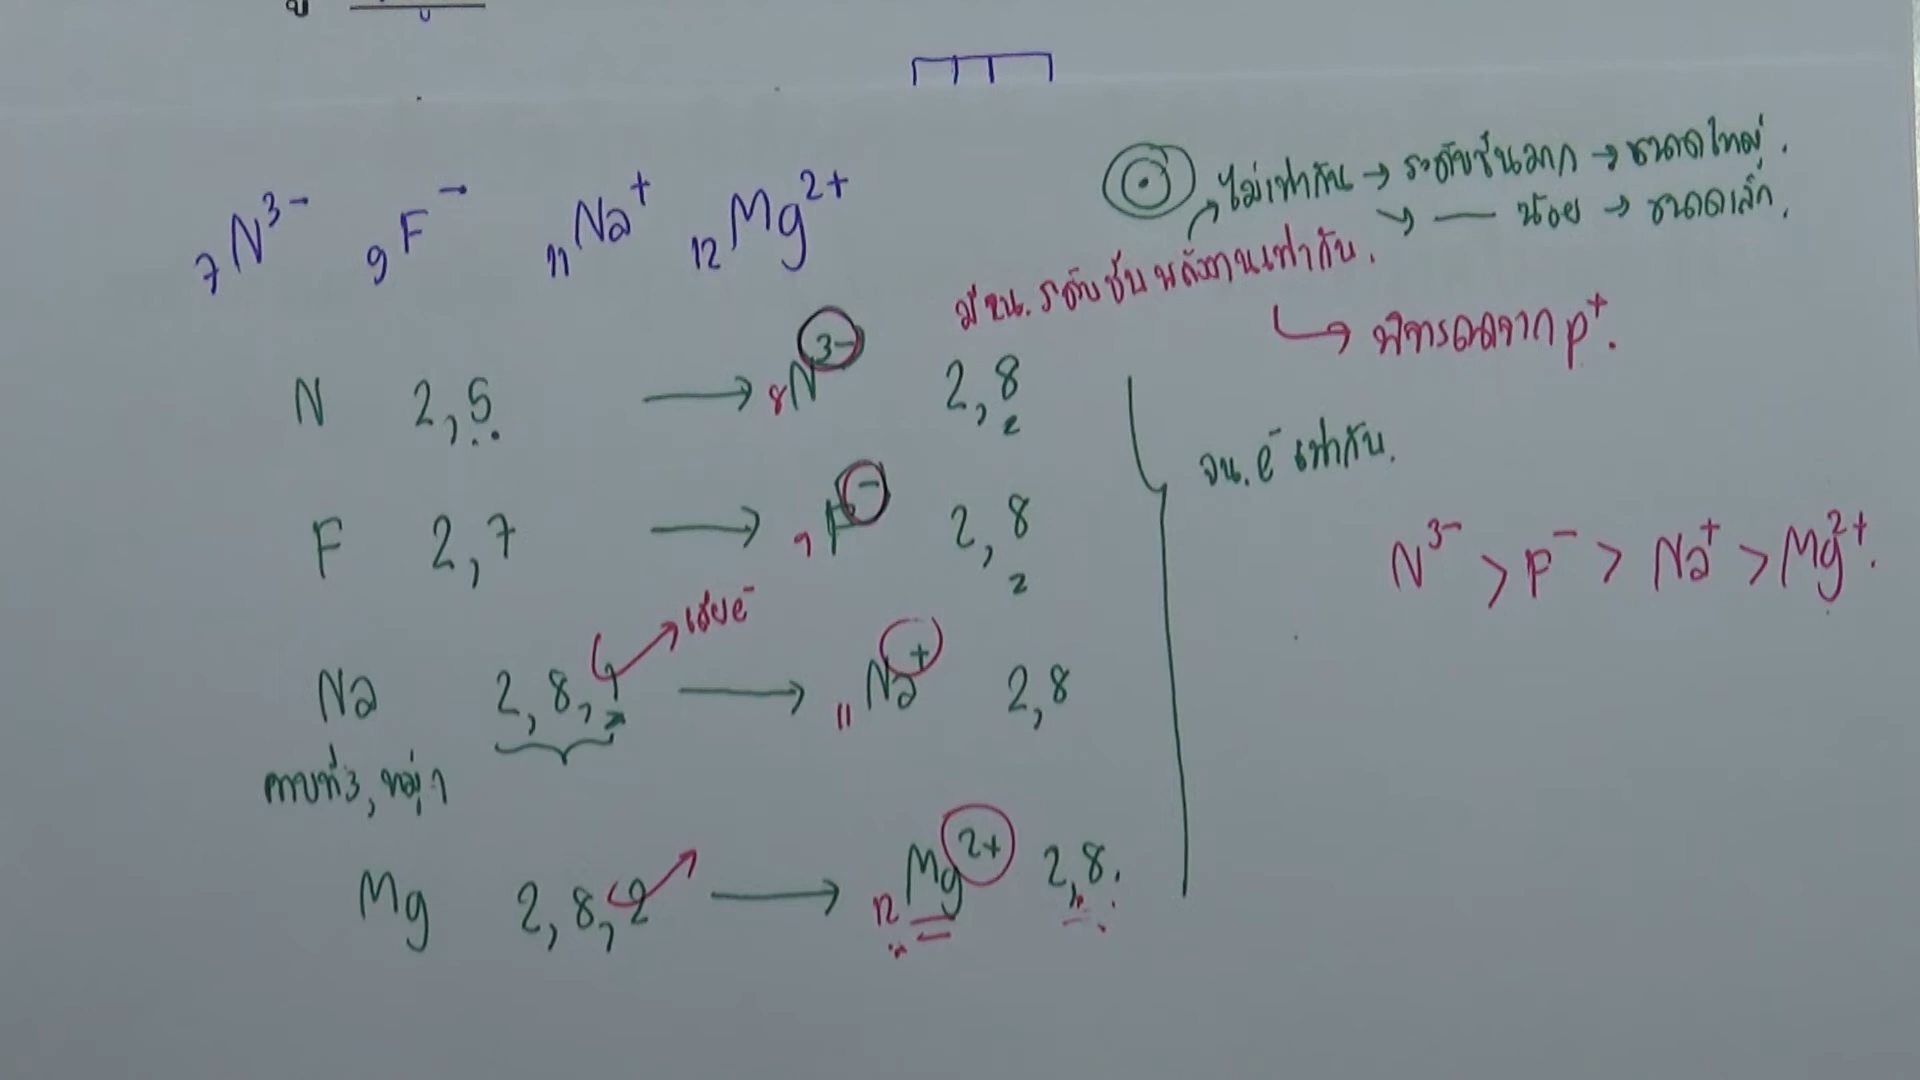 ₇N³⁻ ₉F⁻ ₁₁Na⁺ ₁₂Mg²⁺
ไม่เท่ากัน → ระดับชั้นมาก → ขนาดใหญ่.
— น้อย → ขนาดเล็ก.
มี จน. ระดับชั้นพลังงานเท่ากัน.
พิจารณาจาก p⁺.
N 2,5 → ₈N³⁻ 2,8
2
จน. e⁻ เท่ากัน.
F 2,7 → ₉F⁻ 2,8
2
N³⁻ > F⁻ > Na⁺ > Mg²⁺.
เสีย e⁻
Na 2,8,1 → ₁₁Na⁺ 2,8
คาบที่ 3, หมู่ 1
Mg 2,8,2 → ₁₂Mg²⁺ 2,8.